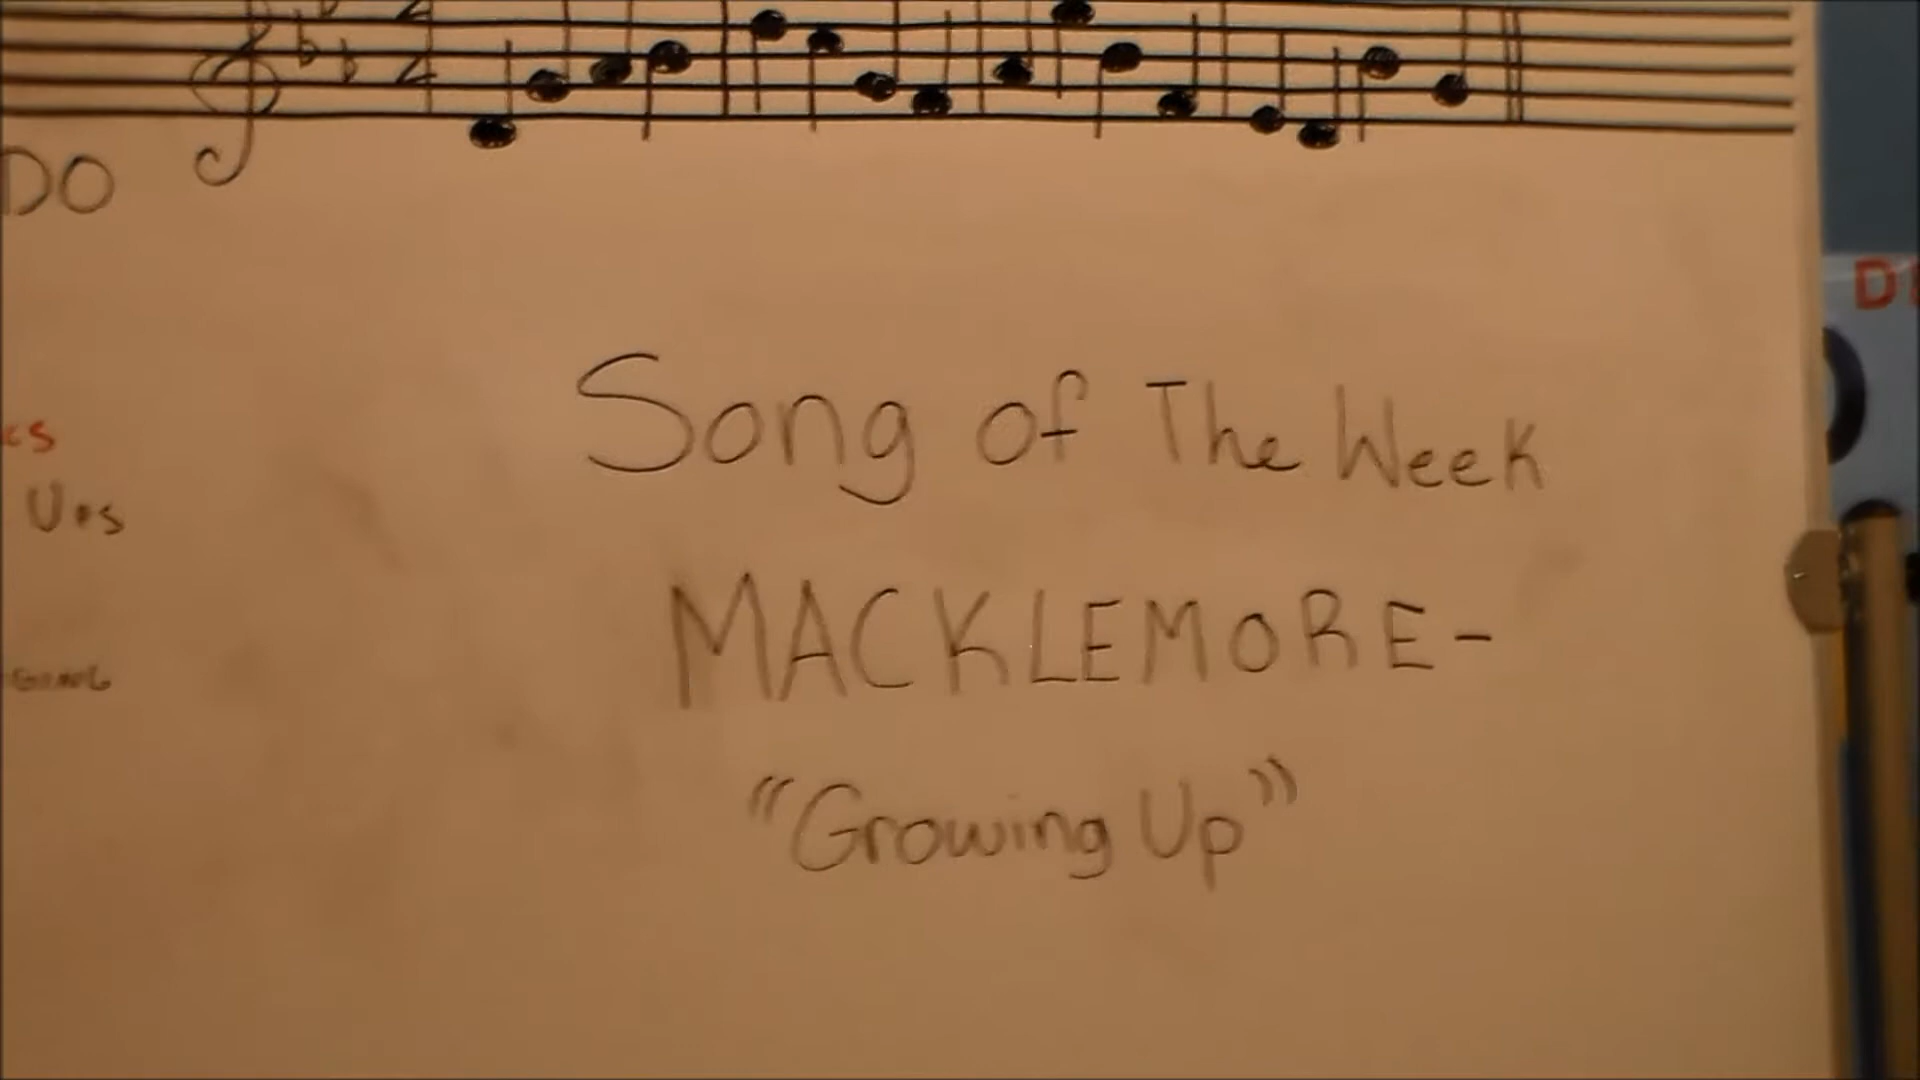 DO
Song of The Week
MACKLEMORE-
"Growing Up"